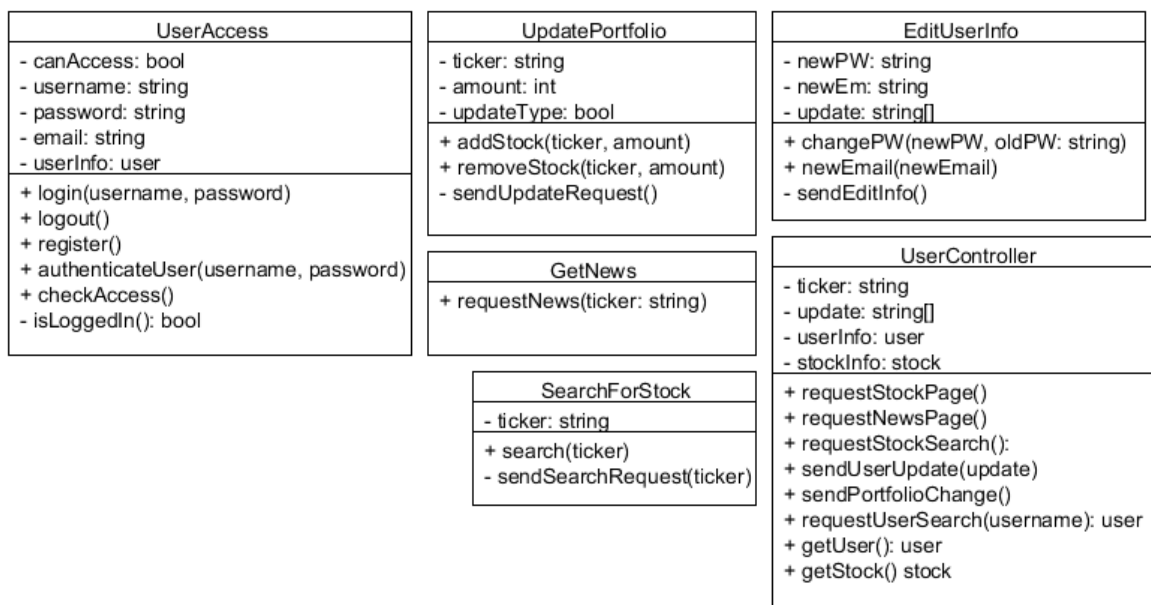 UserAccess
- canAccess: bool
- username: string
- password: string
- email: string
- userInfo: user
+ login(username, password)
+ logout()
+ register()
+ authenticateUser(username, password)
+ checkAccess()
- isLoggedIn(): bool
UpdatePortfolio
- ticker: string
- amount: int
- updateType: bool
+ addStock(ticker, amount)
+ removeStock(ticker, amount)
- sendUpdateRequest()
EditUserInfo
- newPW: string
- newEm: string
- update: string[]
+ changePW(newPW, oldPW: string)
+ newEmail(newEmail)
- sendEditInfo()
GetNews
+ requestNews(ticker: string)
SearchForStock
- ticker: string
+ search(ticker)
- sendSearchRequest(ticker)
UserController
- ticker: string
- update: string[]
- userInfo: user
- stockInfo: stock
+ requestStockPage()
+ requestNewsPage()
+ requestStockSearch():
+ sendUserUpdate(update)
+ sendPortfolioChange()
+ requestUserSearch(username): user
+ getUser(): user
+ getStock() stock